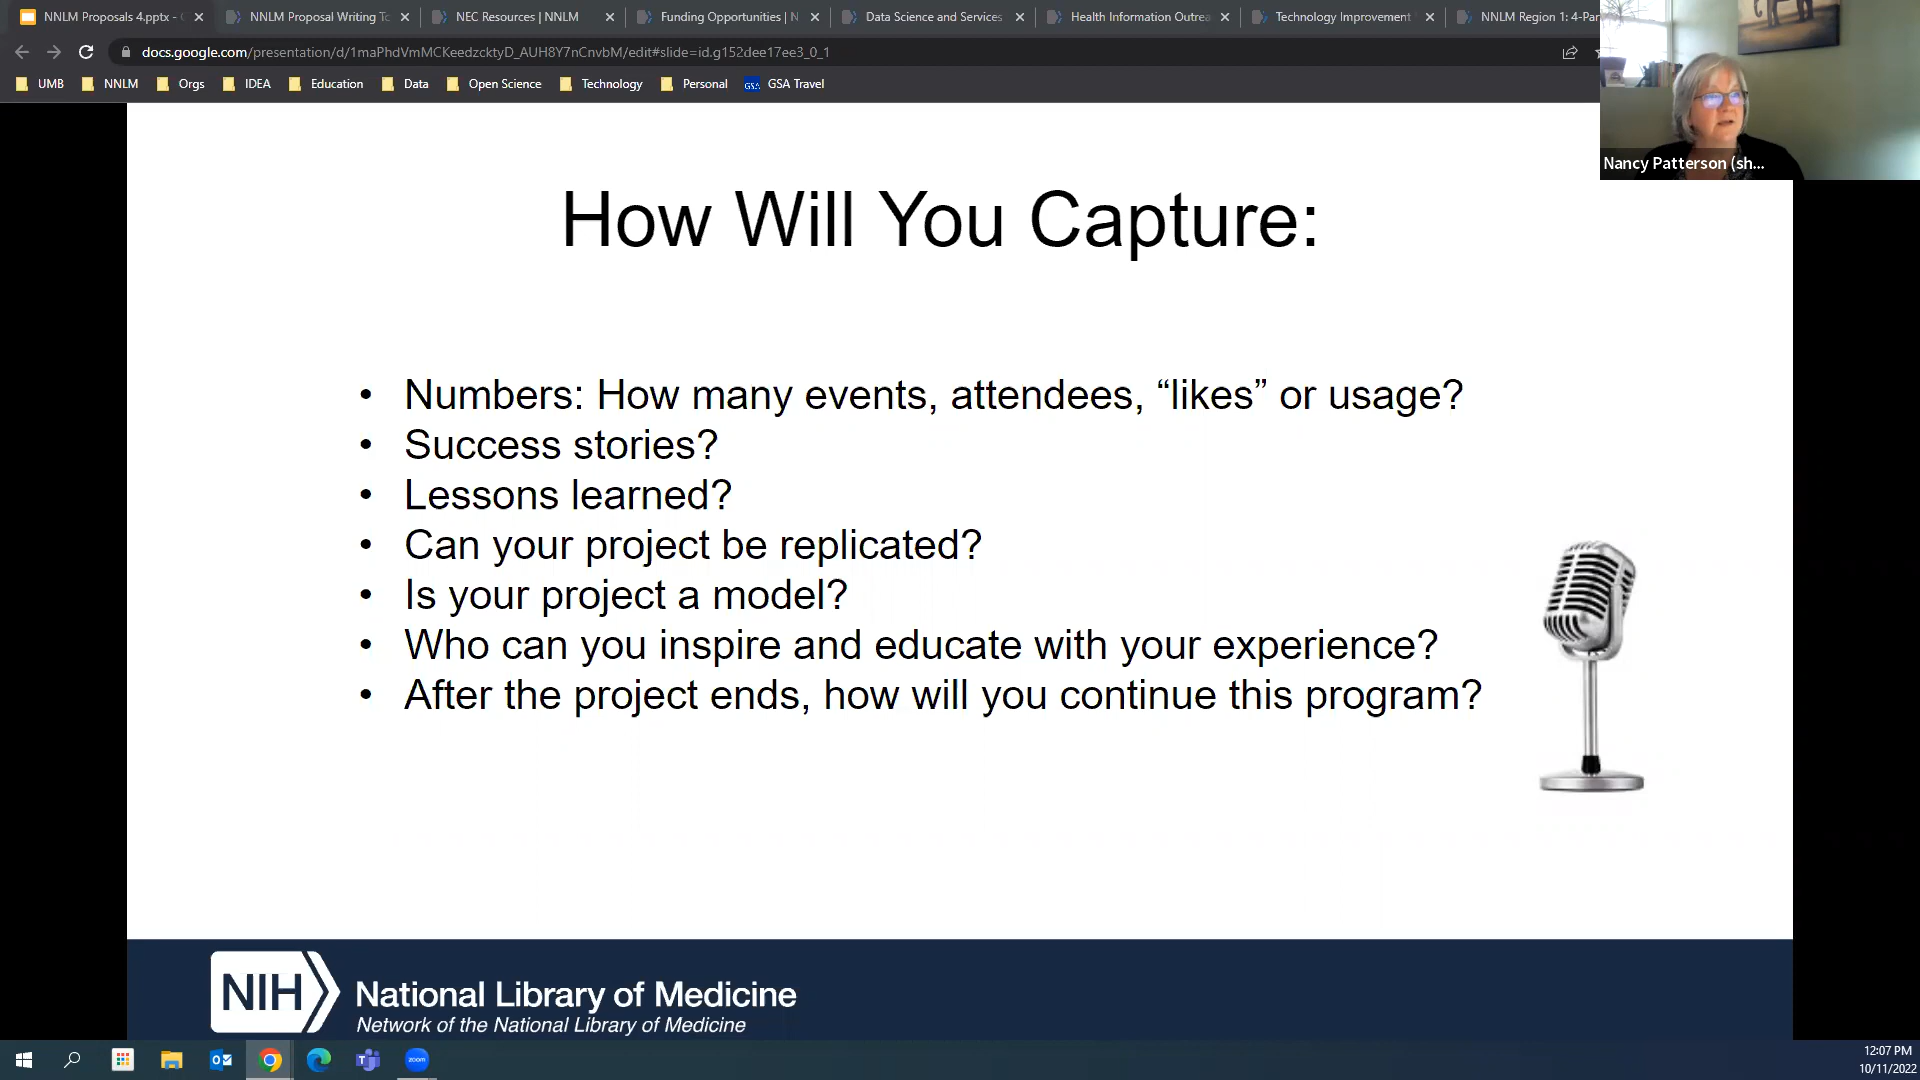 NNLM Proposals 4.pptx -
NNLM Proposal Writing
NEC Resources | NNLM
Funding Opportunities | N
Data Science and Services
Health Information Outrea
Technology Improvement
NNLM Region 1: 4-Par
docs.google.com/presentation/d/1maPhdVmMCKeedzcktyD_AUH8Y7nCnvbM/edit#slide=id.g152dee17ee3_0_1
UMB
NNLM
Orgs
IDEA
Education
Data
Open Science
Technology
Personal
GSA
GSA Travel
Nancy Patterson (sh...
How Will You Capture:
• Numbers: How many events, attendees, “likes” or usage?
• Success stories?
• Lessons learned?
• Can your project be replicated?
• Is your project a model?
• Who can you inspire and educate with your experience?
• After the project ends, how will you continue this program?
NIH
National Library of Medicine
Network of the National Library of Medicine
zoom
12:07 PM
10/11/2022